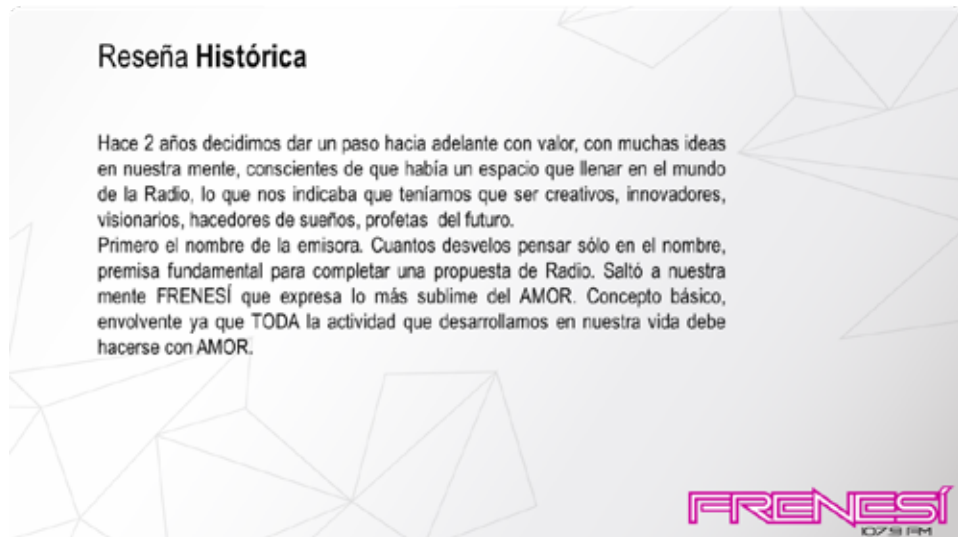 Reseña Histórica
Hace 2 años decidimos dar un paso hacia adelante con valor, con muchas ideas
en nuestra mente, conscientes de que había un espacio que llenar en el mundo
de la Radio, lo que nos indicaba que teníamos que ser creativos, innovadores,
visionarios, hacedores de sueños, profetas del futuro.
Primero el nombre de la emisora. Cuantos desvelos pensar sólo en el nombre,
premisa fundamental para completar una propuesta de Radio. Saltó a nuestra
mente FRENESÍ que expresa lo más sublime del AMOR. Concepto básico,
envolvente ya que TODA la actividad que desarrollamos en nuestra vida debe
hacerse con AMOR.
FRENESÍ
107.9 FM